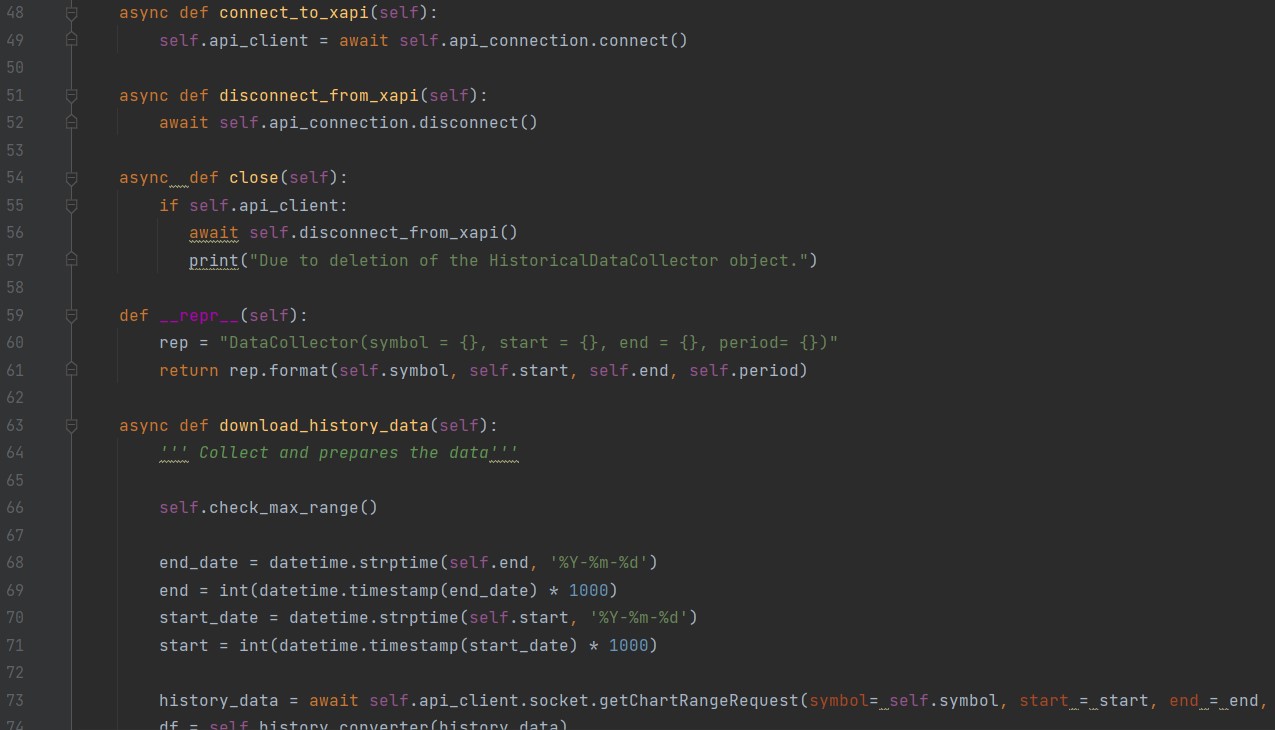 48 async def connect_to_xapi(self):
49 self.api_client = await self.api_connection.connect()
50
51 async def disconnect_from_xapi(self):
52 await self.api_connection.disconnect()
53
54 async  def close(self):
55 if self.api_client:
56 await self.disconnect_from_xapi()
57 print("Due to deletion of the HistoricalDataCollector object.")
58
59 def __repr__(self):
60 rep = "DataCollector(symbol = {}, start = {}, end = {}, period= {})"
61 return rep.format(self.symbol, self.start, self.end, self.period)
62
63 async def download_history_data(self):
64 ''' Collect and prepares the data'''
65
66 self.check_max_range()
67
68 end_date = datetime.strptime(self.end, '%Y-%m-%d')
69 end = int(datetime.timestamp(end_date) * 1000)
70 start_date = datetime.strptime(self.start, '%Y-%m-%d')
71 start = int(datetime.timestamp(start_date) * 1000)
72
73 history_data = await self.api_client.socket.getChartRangeRequest(symbol= self.symbol, start = start, end = end,
74 df = self.history_converter(history_data)